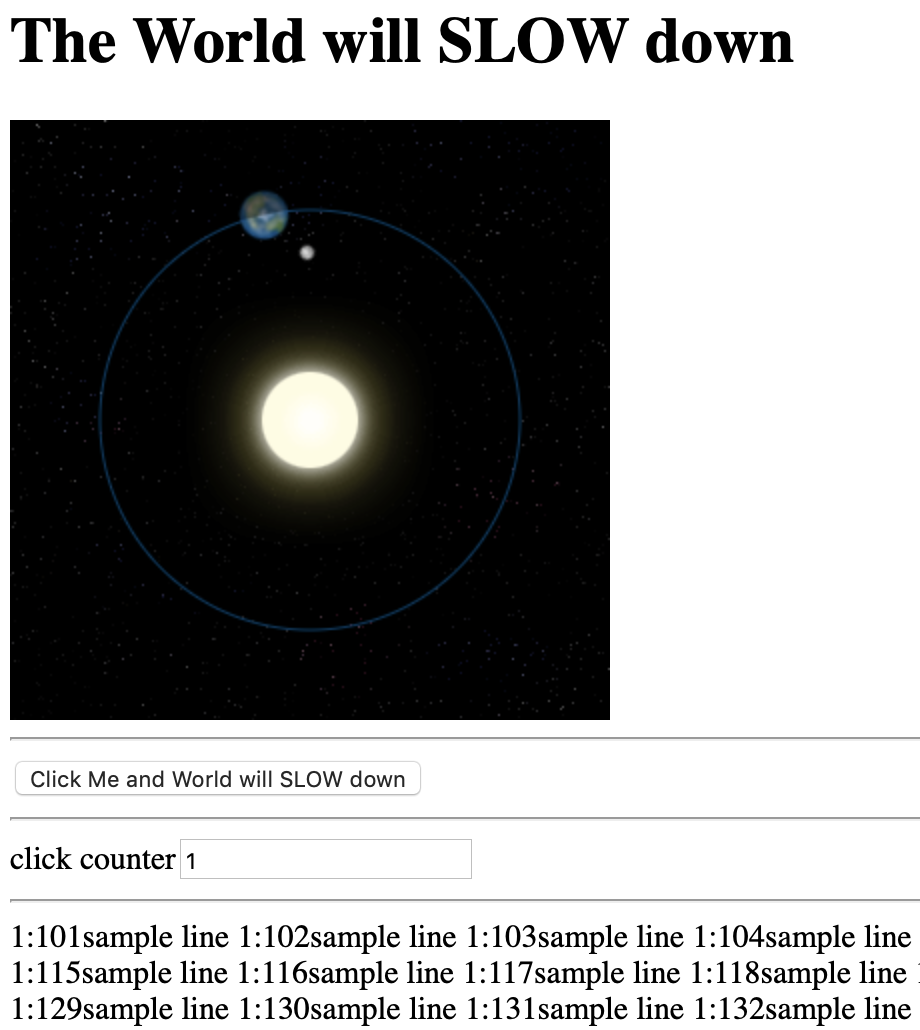 The World will SLOW down
Click Me and World will SLOW down
click counter 1
1:101sample line 1:102sample line 1:103sample line 1:104sample line
1:115sample line 1:116sample line 1:117sample line 1:118sample line
1:129sample line 1:130sample line 1:131sample line 1:132sample line